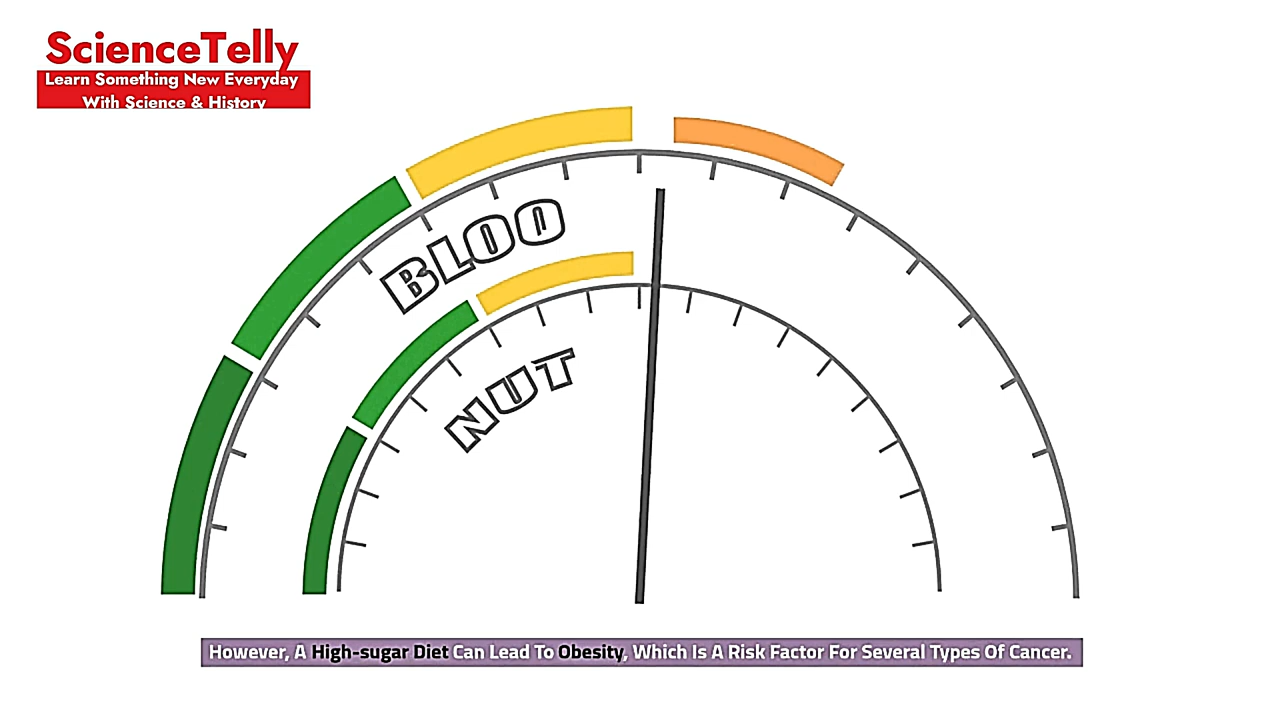 ScienceTelly
Learn Something New Everyday
With Science & History
BLOO
NUT
However, A High-sugar Diet Can Lead To Obesity, Which Is A Risk Factor For Several Types Of Cancer.